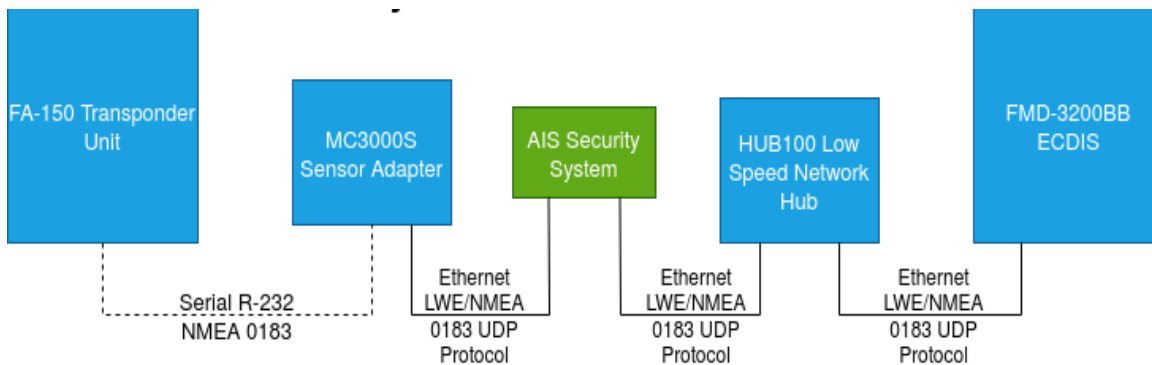 FA-150 Transponder
Unit
MC3000S
Sensor Adapter
AIS Security
System
HUB100 Low
Speed Network
Hub
FMD-3200BB
ECDIS
Serial R-232
NMEA 0183
Ethernet
LWE/NMEA
0183 UDP
Protocol
Ethernet
LWE/NMEA
0183 UDP
Protocol
Ethernet
LWE/NMEA
0183 UDP
Protocol